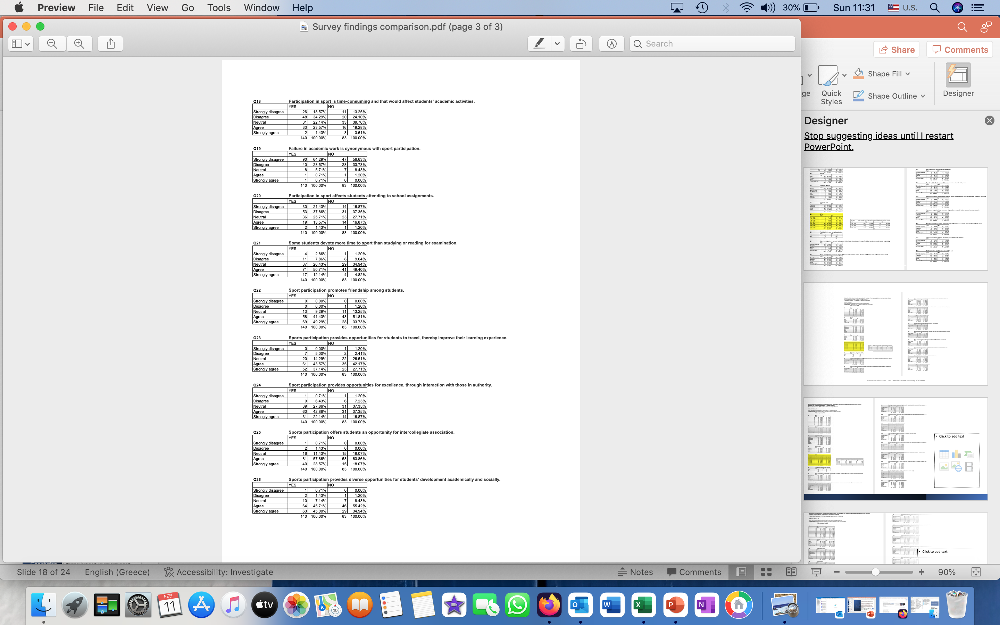 Preview File Edit View Go Tools Window Help 30% Sun 11:31 U.S.
Survey findings comparison.pdf (page 3 of 3)
Search
Share Comments
Quick Styles
Shape Fill
Shape Outline
Designer
Designer
Stop suggesting ideas until I restart
PowerPoint.
Q18 Participation in sport is time-consuming and that would affect students' academic activities.
YES NO
Strongly disagree 26 18.57% 11 13.25%
Disagree 48 34.29% 20 24.10%
Neutral 31 22.14% 33 39.76%
Agree 33 23.57% 16 19.28%
Strongly agree 2 1.43% 3 3.61%
140 100.00% 83 100.00%
Q19 Failure in academic work is synonymous with sport participation.
YES NO
Strongly disagree 90 64.29% 47 56.63%
Disagree 40 28.57% 28 33.73%
Neutral 8 5.71% 7 8.43%
Agree 1 0.71% 1 1.20%
Strongly agree 1 0.71% 0 0.00%
140 100.00% 83 100.00%
Q20 Participation in sport affects students attending to school assignments.
YES NO
Strongly disagree 30 21.43% 14 16.87%
Disagree 53 37.86% 31 37.35%
Neutral 36 25.71% 23 27.71%
Agree 19 13.57% 14 16.87%
Strongly agree 2 1.43% 1 1.20%
140 100.00% 83 100.00%
Q21 Some students devote more time to sport than studying or reading for examination.
YES NO
Strongly disagree 4 2.86% 1 1.20%
Disagree 11 7.86% 8 9.64%
Neutral 37 26.43% 29 34.94%
Agree 71 50.71% 41 49.40%
Strongly agree 17 12.14% 4 4.82%
140 100.00% 83 100.00%
Q22 Sport participation promotes friendship among students.
YES NO
Strongly disagree 0 0.00% 0 0.00%
Disagree 0 0.00% 1 1.20%
Neutral 13 9.29% 11 13.25%
Agree 58 41.43% 43 51.81%
Strongly agree 69 49.29% 28 33.73%
140 100.00% 83 100.00%
Q23 Sports participation provides opportunities for students to travel, thereby improve their learning experience.
YES NO
Strongly disagree 0 0.00% 1 1.20%
Disagree 7 5.00% 2 2.41%
Neutral 20 14.29% 22 26.51%
Agree 61 43.57% 35 42.17%
Strongly agree 52 37.14% 23 27.71%
140 100.00% 83 100.00%
Q24 Sport participation provides opportunities for excellence, through interaction with those in authority.
YES NO
Strongly disagree 1 0.71% 1 1.20%
Disagree 9 6.43% 6 7.23%
Neutral 39 27.86% 31 37.35%
Agree 60 42.86% 31 37.35%
Strongly agree 31 22.14% 14 16.87%
140 100.00% 83 100.00%
Q25 Sports participation offers students an opportunity for intercollegiate association.
YES NO
Strongly disagree 1 0.71% 0 0.00%
Disagree 2 1.43% 0 0.00%
Neutral 16 11.43% 15 18.07%
Agree 81 57.86% 53 63.86%
Strongly agree 40 28.57% 15 18.07%
140 100.00% 83 100.00%
Q26 Sports participation provides diverse opportunities for students' development academically and socially.
YES NO
Strongly disagree 1 0.71% 0 0.00%
Disagree 2 1.43% 1 1.20%
Neutral 10 7.14% 7 8.43%
Agree 64 45.71% 46 55.42%
Strongly agree 63 45.00% 29 34.94%
140 100.00% 83 100.00%
• Click to add text
• Click to add text
Slide 18 of 24 English (Greece) Accessibility: Investigate Notes Comments 90%
FEB
11
tv
3D
O
W
X
P
N